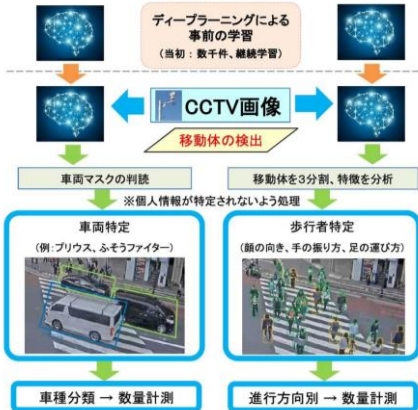 ディープラーニングによる
事前の学習
(当初：数千件、継続学習)
CCTV画像
移動体の検出
車両マスクの判読
移動体を3分割、特徴を分析
※個人情報が特定されないよう処理
車両特定
(例：プリウス、ふそうファイター)
歩行者特定
(顔の向き、手の振り方、足の運び方)
車種分類 → 数量計測
進行方向別 → 数量計測